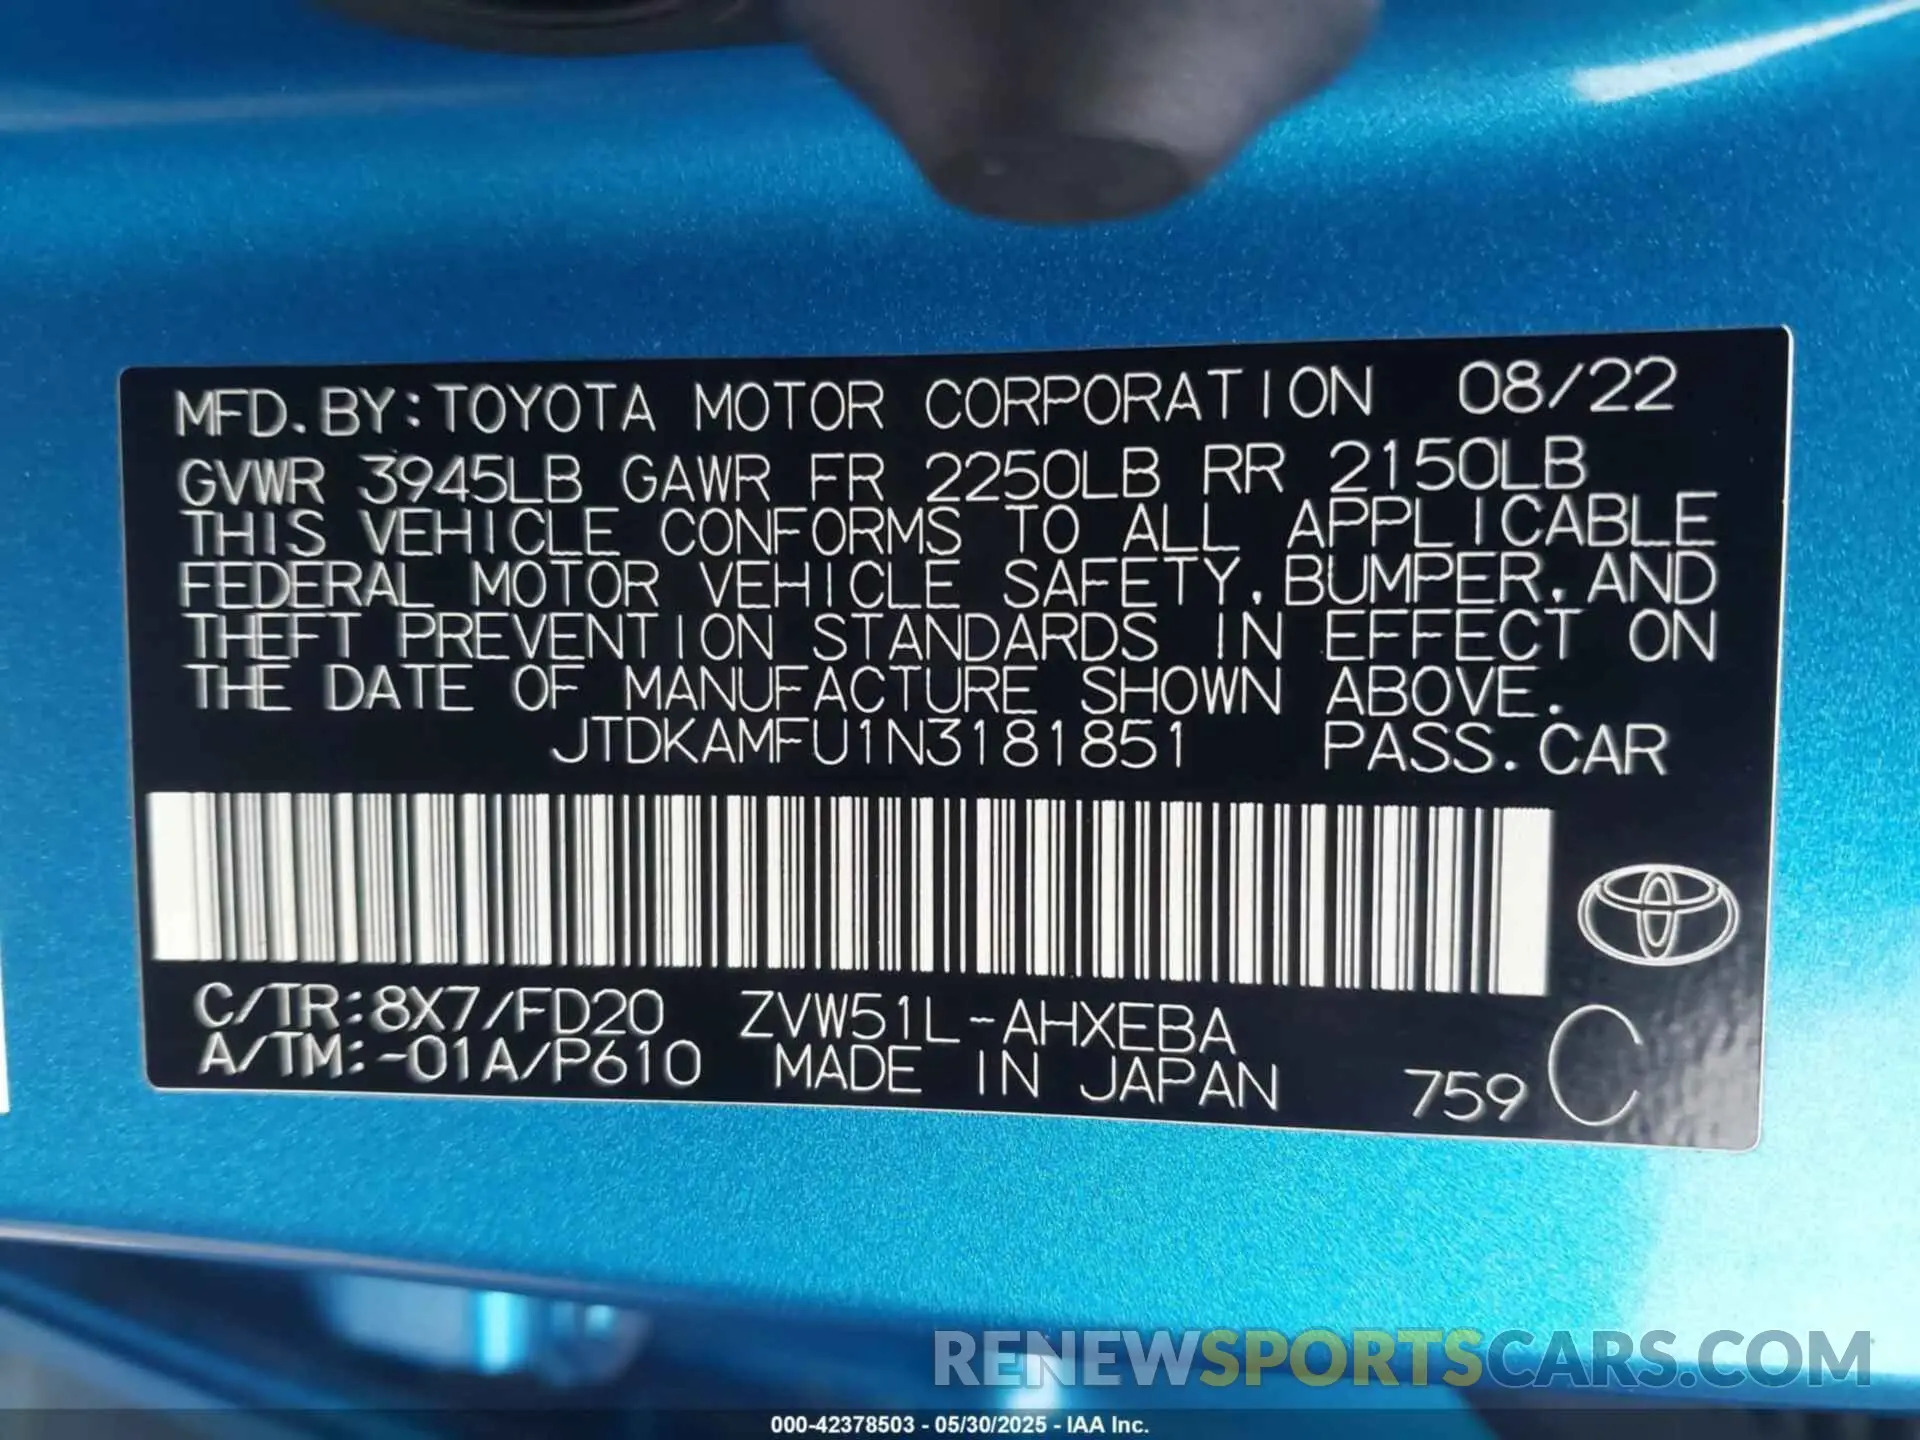 MFD. BY: TOYOTA MOTOR CORPORATION 08/22
GVWR 3945LB GAWR FR 2250LB RR 2150LB
THIS VEHICLE CONFORMS TO ALL APPLICABLE
FEDERAL MOTOR VEHICLE SAFETY, BUMPER, AND
THEFT PREVENTION STANDARDS IN EFFECT ON
THE DATE OF MANUFACTURE SHOWN ABOVE.
JTDKAMFU1N3181851 PASS. CAR
C/TR: 8X7/FD20 ZVW51L-AHXEBA
A/TM: -01A/P610 MADE IN JAPAN 759 C
RENEWSPORTSCARS.COM
000-42378503 - 05/30/2025 - IAA Inc.